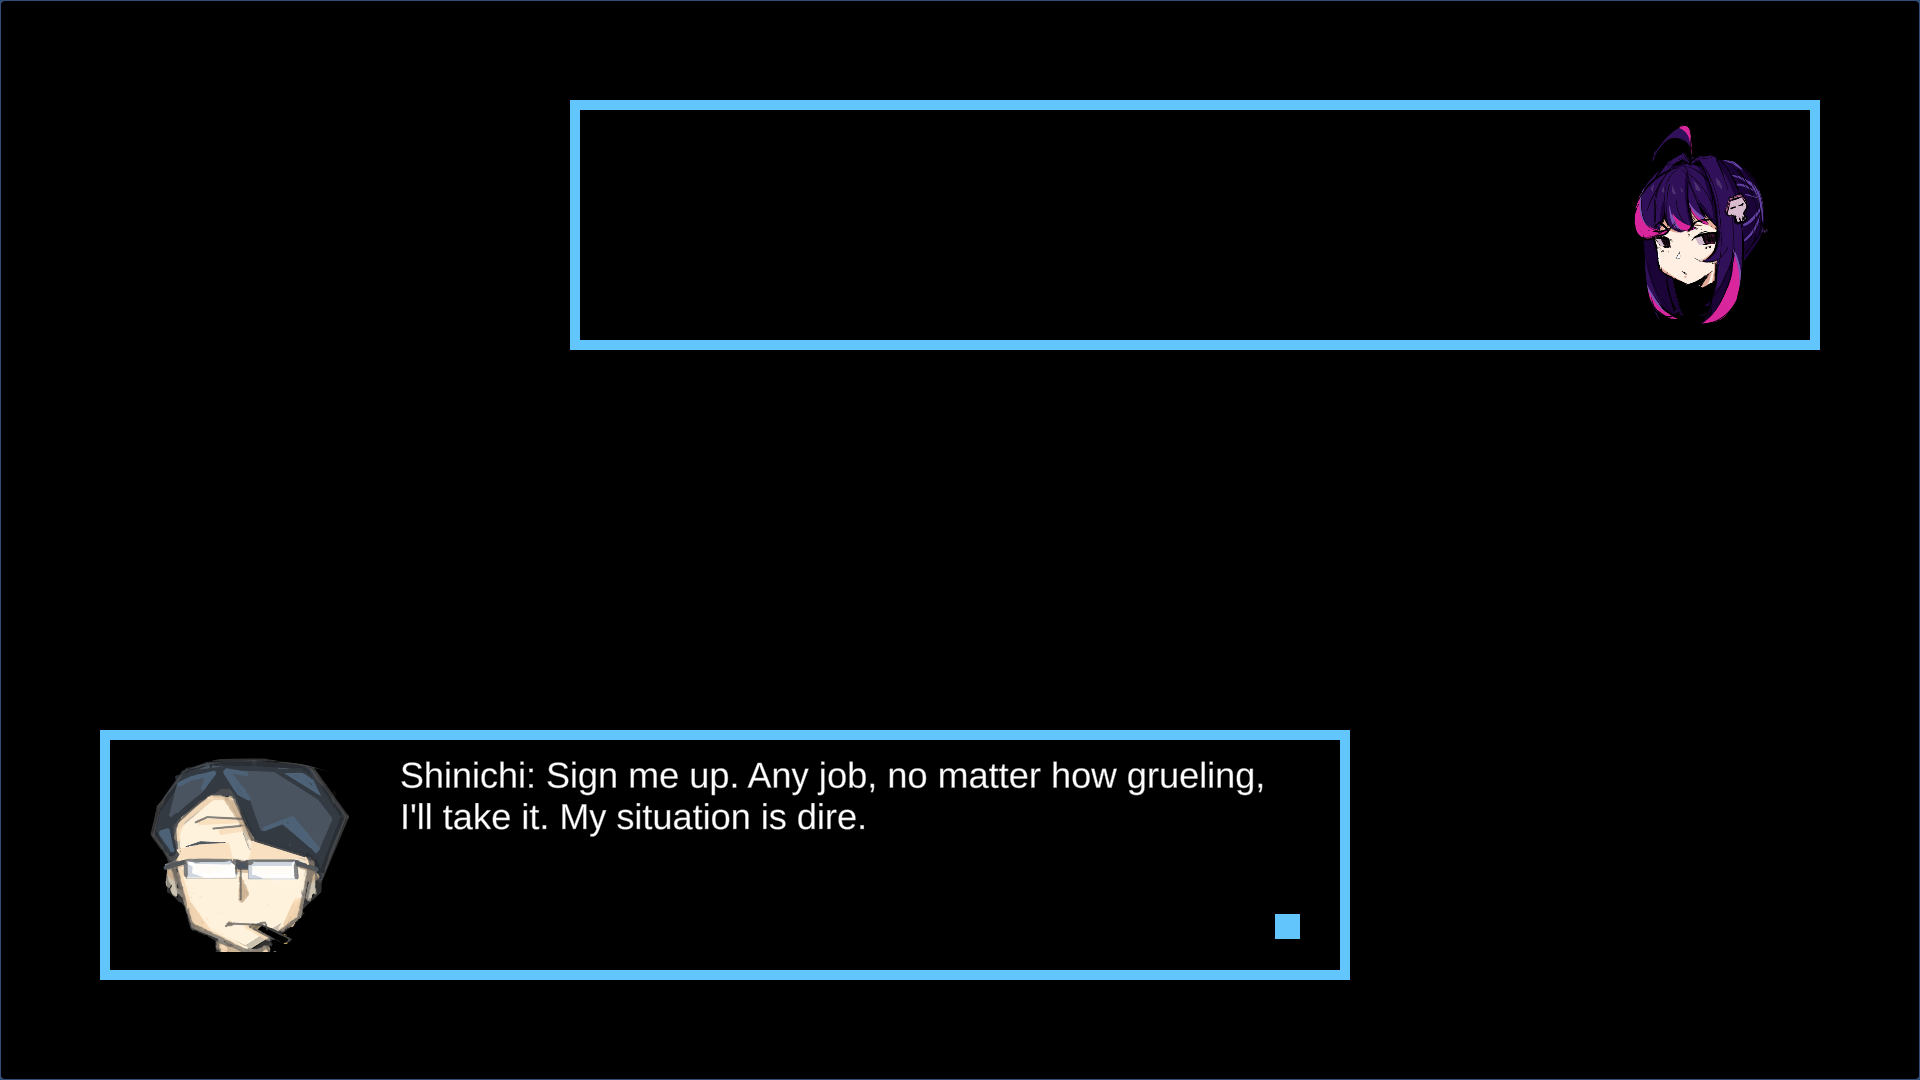 Shinichi: Sign me up. Any job, no matter how grueling,
I'll take it. My situation is dire.